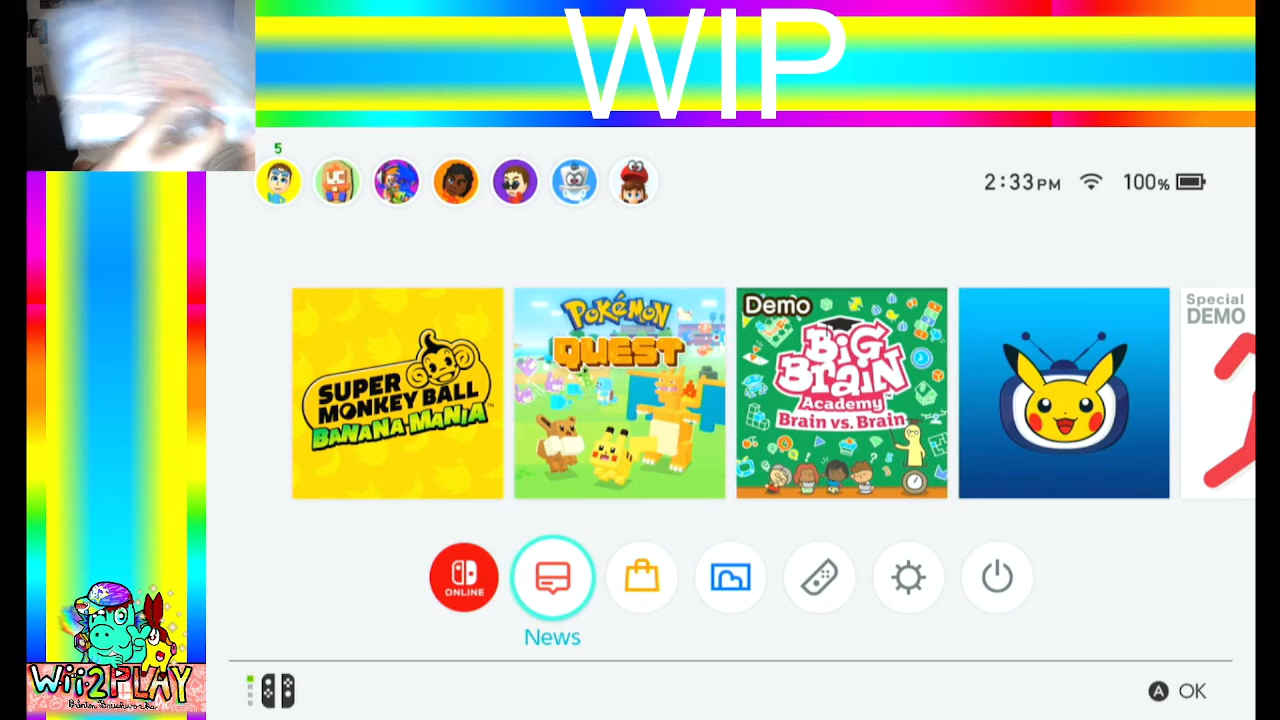 WIP
5
2:33 PM
100%
SUPER
MONKEY BALL
BANANA MANIA
POKéMON
QUEST
Demo
BiG
BRAIN
Academy
Brain vs. Brain
Special
DEMO
ONLINE
News
Wii2PLAY
A OK